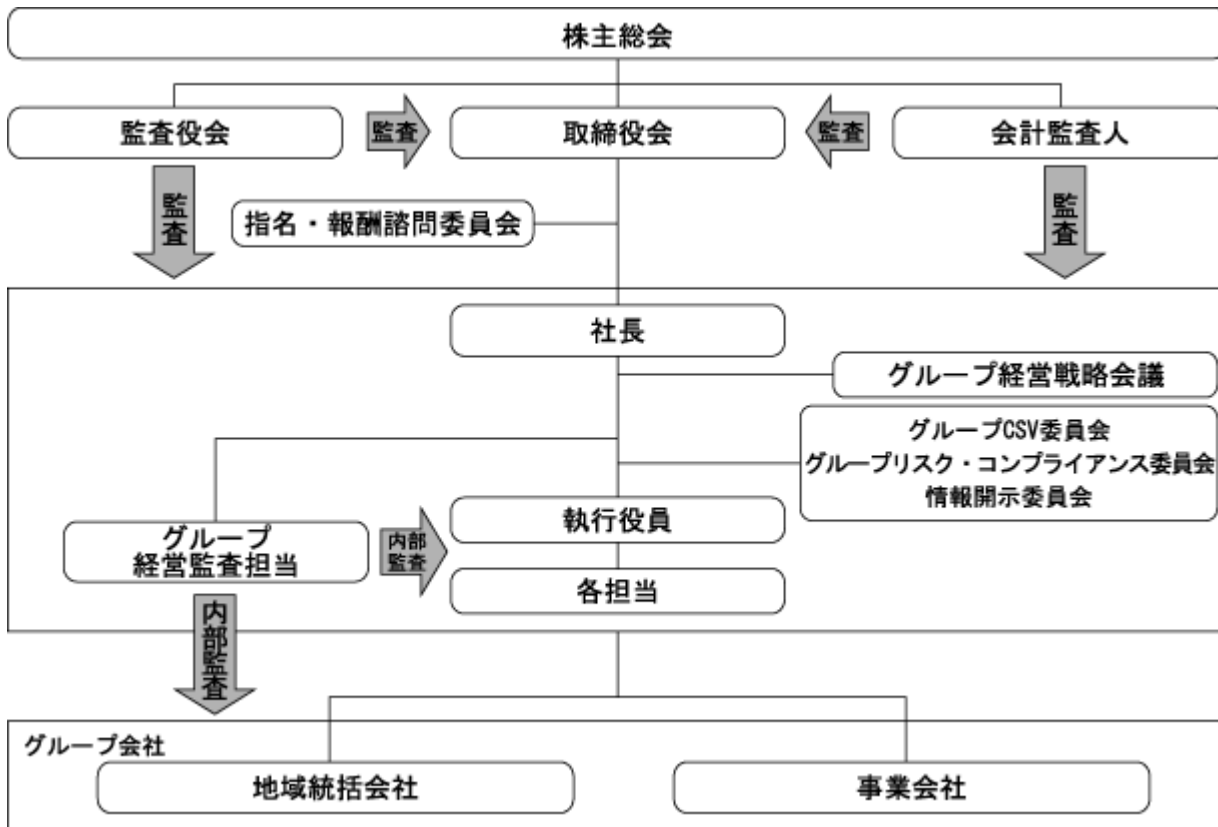 株主総会
監査役会
監査
取締役会
監査
会計監査人
監査
指名・報酬諮問委員会
監査
社長
グループ経営戦略会議
グループCSV委員会
グループリスク・コンプライアンス委員会
情報開示委員会
執行役員
グループ
経営監査担当
内部
監査
各担当
内部監査
グループ会社
地域統括会社
事業会社